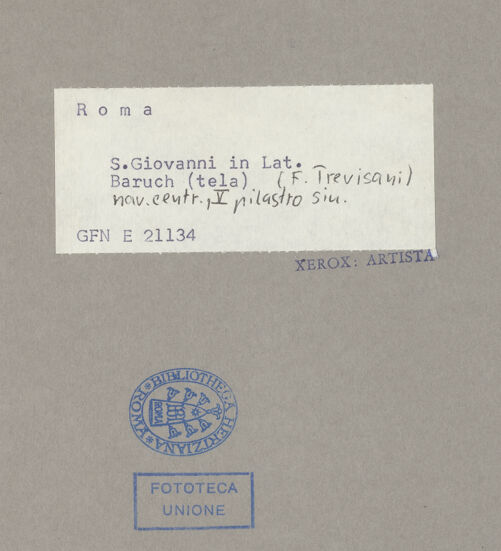 Roma
S.Giovanni in Lat.
Baruch (tela) (F. Trevisani)
nav. centr., V pilastro sin.
GFN E 21134
XEROX: ARTISTA
BIBLIOTHECA HERTZIANA ROMA
ROMA
FOTOTECA
UNIONE